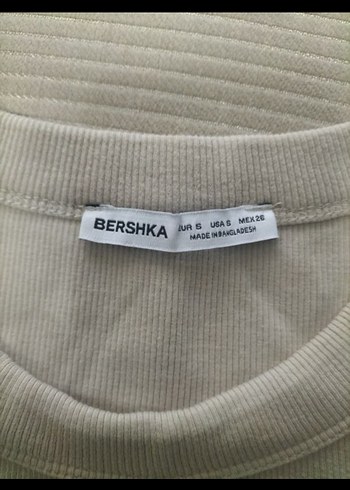 BERSHKA
EUR S USA S MEX 26
MADE IN BANGLADESH